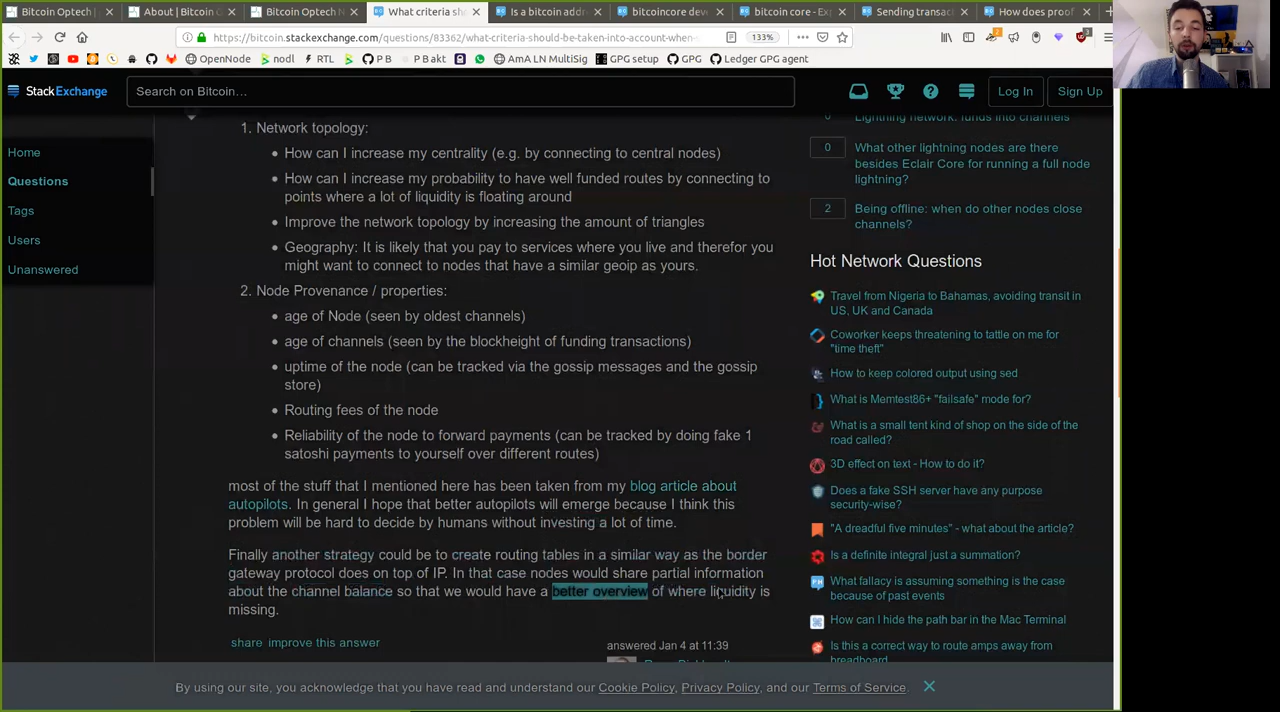 Bitcoin Optech
About | Bitcoin O
Bitcoin Optech N
What criteria sh
Is a bitcoin addr
bitcoincore dev
bitcoin core - Exp
Sending transac
How does proof
https://bitcoin.stackexchange.com/questions/83362/what-criteria-should-be-taken-into-account-when-
133%
OpenNode
nodl
RTL
P B
P B akt
AmA LN MultiSig
GPG setup
GPG
Ledger GPG agent
StackExchange
Search on Bitcoin…
Log In
Sign Up
Home
Questions
Tags
Users
Unanswered
1. Network topology:
How can I increase my centrality (e.g. by connecting to central nodes)
How can I increase my probability to have well funded routes by connecting to
points where a lot of liquidity is floating around
Improve the network topology by increasing the amount of triangles
Geography: It is likely that you pay to services where you live and therefor you
might want to connect to nodes that have a similar geoip as yours.
2. Node Provenance / properties:
age of Node (seen by oldest channels)
age of channels (seen by the blockheight of funding transactions)
uptime of the node (can be tracked via the gossip messages and the gossip
store)
Routing fees of the node
Reliability of the node to forward payments (can be tracked by doing fake 1
satoshi payments to yourself over different routes)
most of the stuff that I mentioned here has been taken from my blog article about
autopilots. In general I hope that better autopilots will emerge because I think this
problem will be hard to decide by humans without investing a lot of time.
Finally another strategy could be to create routing tables in a similar way as the border
gateway protocol does on top of IP. In that case nodes would share partial information
about the channel balance so that we would have a better overview of where liquidity is
missing.
share improve this answer
answered Jan 4 at 11:39
Lightning network: funds into channels
0
What other lightning nodes are there
besides Eclair Core for running a full node
lightning?
2
Being offline: when do other nodes close
channels?
Hot Network Questions
Travel from Nigeria to Bahamas, avoiding transit in
US, UK and Canada
Coworker keeps threatening to tattle on me for
"time theft"
How to keep colored output using sed
What is Memtest86+ "failsafe" mode for?
What is a small tent kind of shop on the side of the
road called?
3D effect on text - How to do it?
Does a fake SSH server have any purpose
security-wise?
"A dreadful five minutes" - what about the article?
Is a definite integral just a summation?
What fallacy is assuming something is the case
because of past events
How can I hide the path bar in the Mac Terminal
Is this a correct way to route amps away from
breadboard
By using our site, you acknowledge that you have read and understand our Cookie Policy, Privacy Policy, and our Terms of Service.